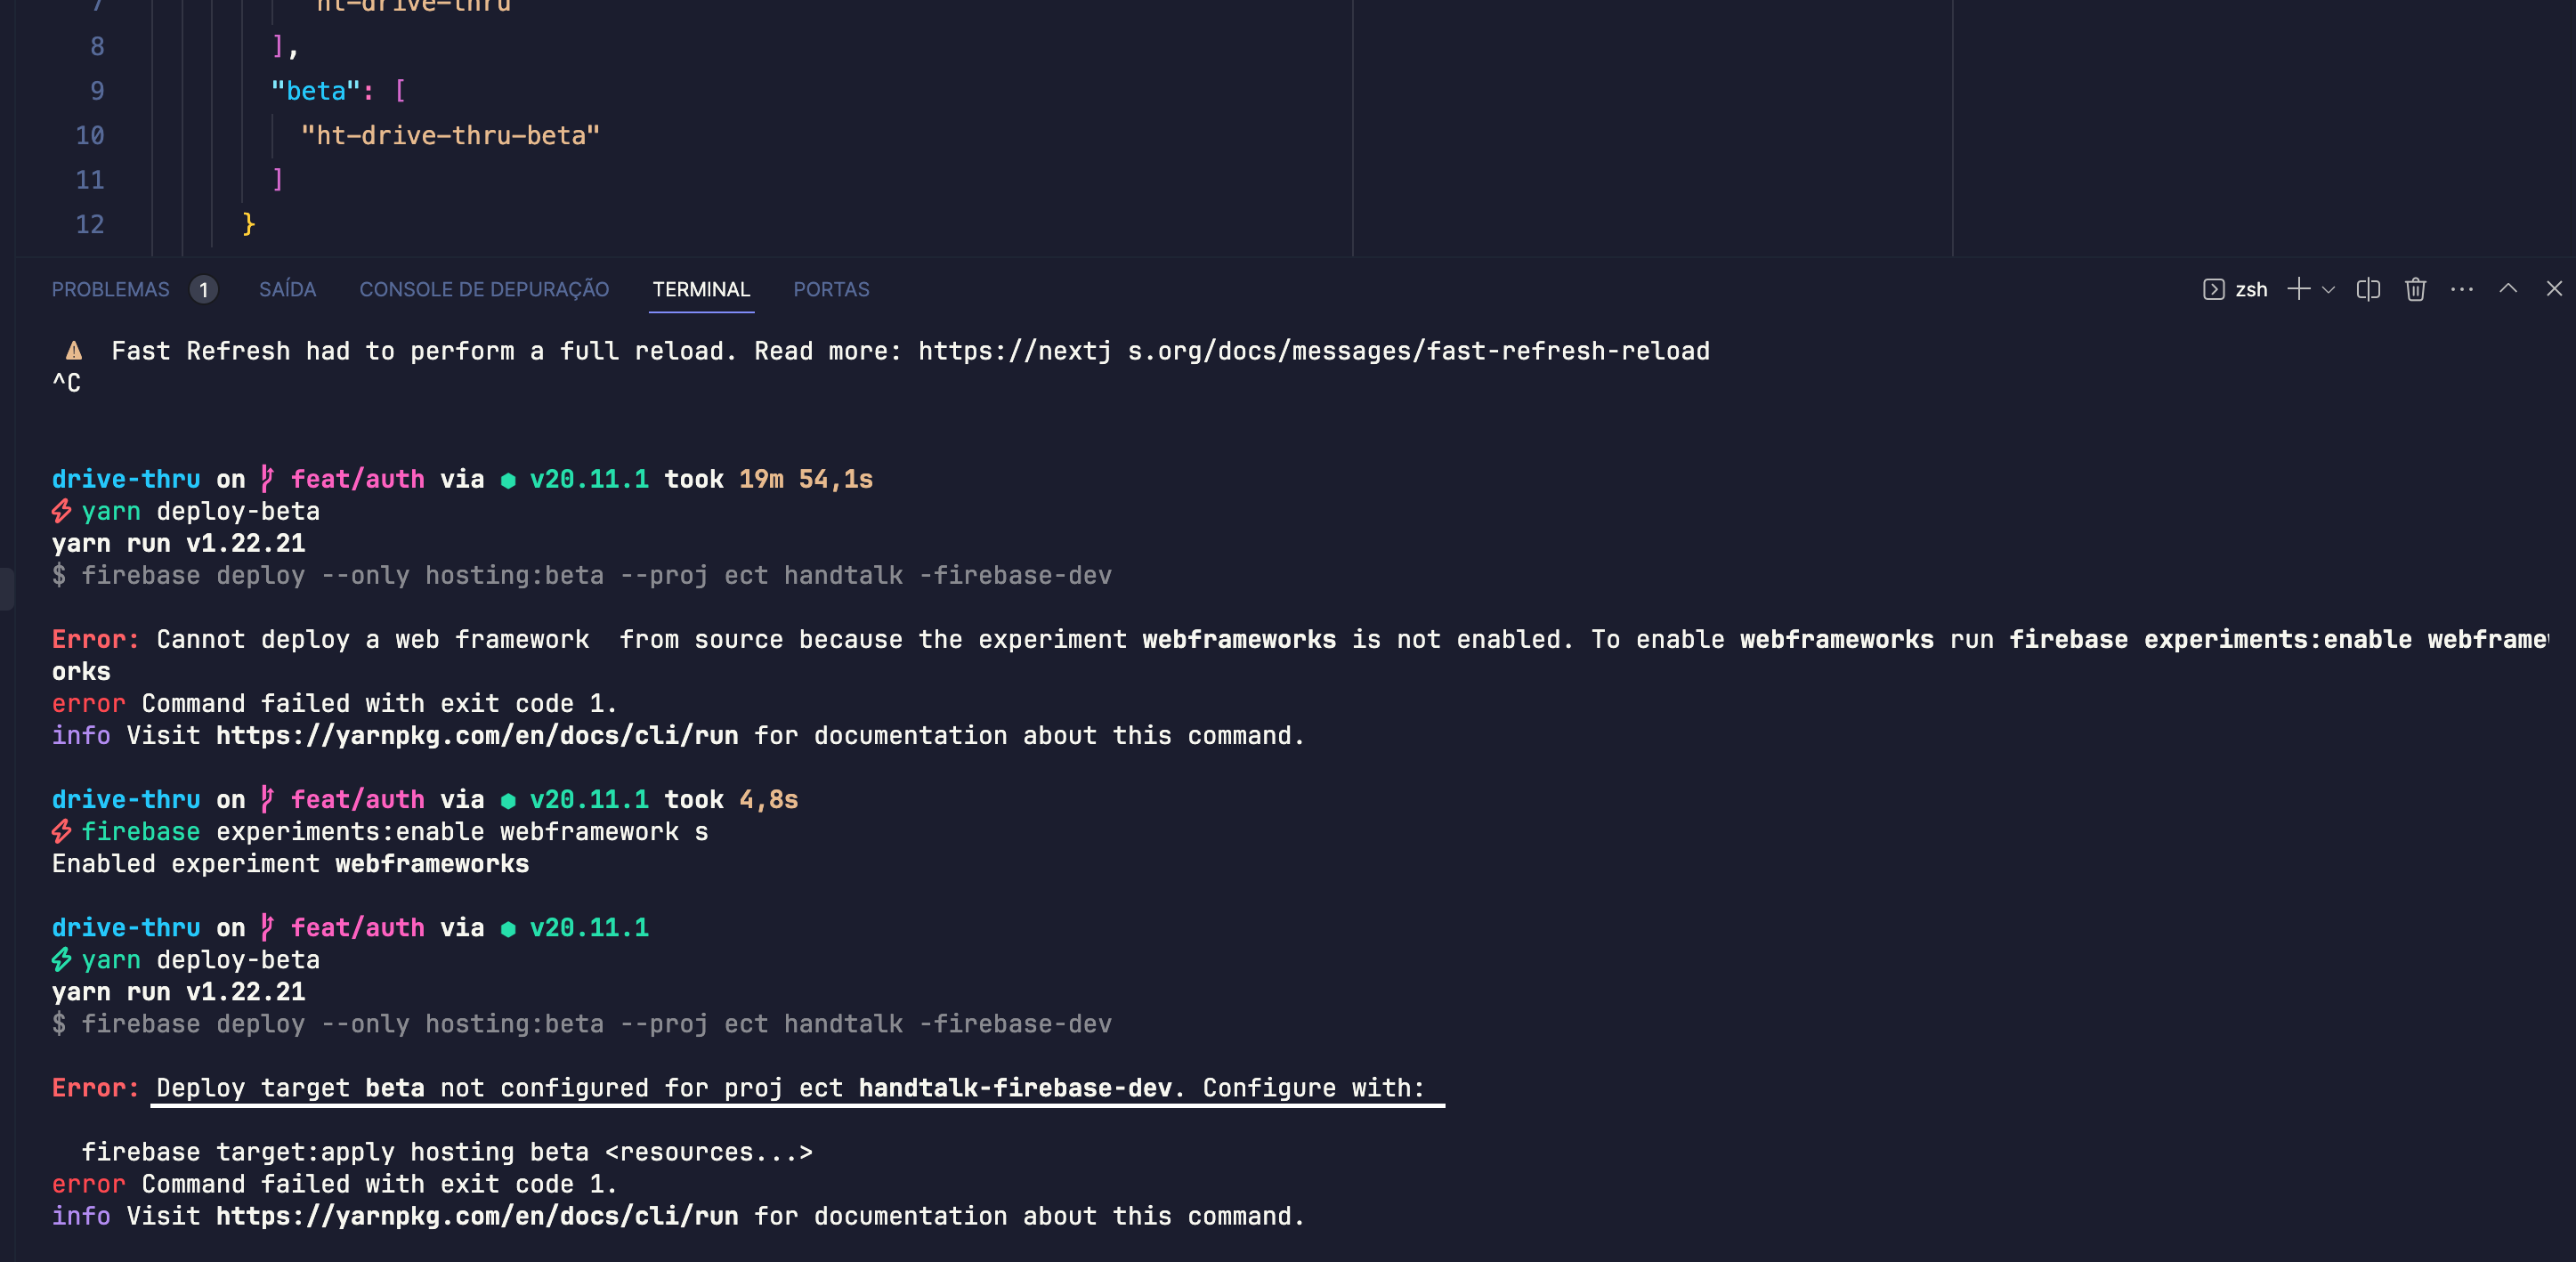 7 "ht-drive-thru"
8 ],
9 "beta": [
10 "ht-drive-thru-beta"
11 ]
12 }
PROBLEMAS 1 SAÍDA CONSOLE DE DEPURAÇÃO TERMINAL PORTAS zsh
⚠ Fast Refresh had to perform a full reload. Read more: https://nextj s.org/docs/messages/fast-refresh-reload
^C
drive-thru on feat/auth via ⬢ v20.11.1 took 19m 54,1s
yarn deploy-beta
yarn run v1.22.21
$ firebase deploy --only hosting:beta --proj ect handtalk -firebase-dev
Error: Cannot deploy a web framework  from source because the experiment webframeworks is not enabled. To enable webframeworks run firebase experiments:enable webframew
orks
error Command failed with exit code 1.
info Visit https://yarnpkg.com/en/docs/cli/run for documentation about this command.
drive-thru on feat/auth via ⬢ v20.11.1 took 4,8s
firebase experiments:enable webframework s
Enabled experiment webframeworks
drive-thru on feat/auth via ⬢ v20.11.1
yarn deploy-beta
yarn run v1.22.21
$ firebase deploy --only hosting:beta --proj ect handtalk -firebase-dev
Error: Deploy target beta not configured for proj ect handtalk-firebase-dev. Configure with:
firebase target:apply hosting beta <resources...>
error Command failed with exit code 1.
info Visit https://yarnpkg.com/en/docs/cli/run for documentation about this command.